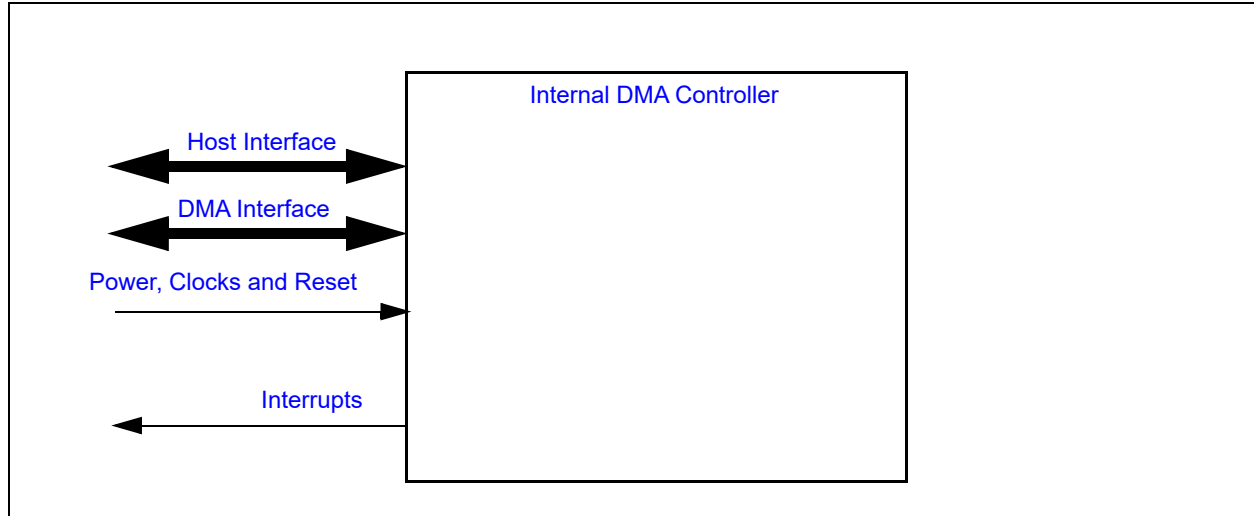 Internal DMA Controller
Host Interface
DMA Interface
Power, Clocks and Reset
Interrupts